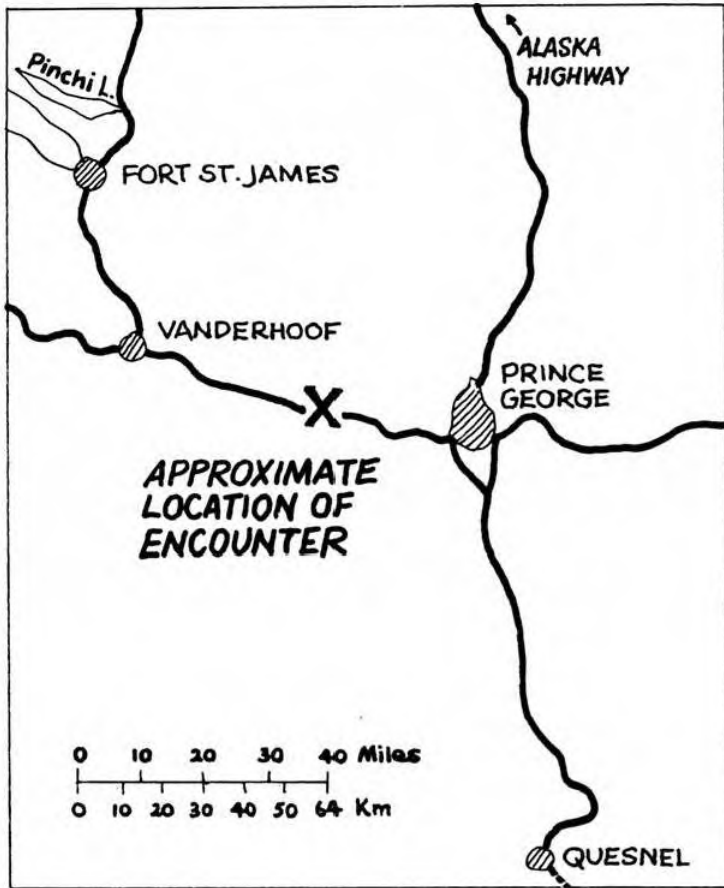 ALASKA
HIGHWAY
Pinchi L.
FORT ST. JAMES
VANDERHOOF
PRINCE
GEORGE
X
APPROXIMATE
LOCATION OF
ENCOUNTER
0 10 20 30 40 Miles
0 10 20 30 40 50 64 Km
QUESNEL